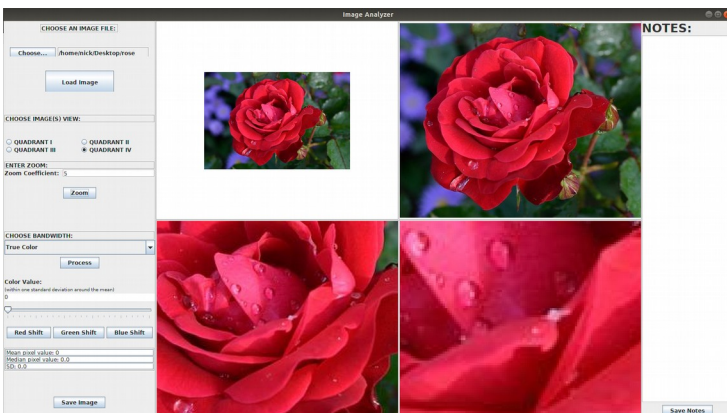 Image Analyzer
CHOOSE AN IMAGE FILE:
Choose... /home/nick/Desktop/rose
Load Image
CHOOSE IMAGE(S) VIEW:
QUADRANT I QUADRANT II
QUADRANT III QUADRANT IV
ENTER ZOOM:
Zoom Coefficient: 5
Zoom
CHOOSE BANDWIDTH:
True Color
Process
Color Value:
(within one standard deviation around the mean)
0
Red Shift Green Shift Blue Shift
Mean pixel value: 0
Median pixel value: 0.0
SD: 0.0
Save Image
NOTES:
Save Notes